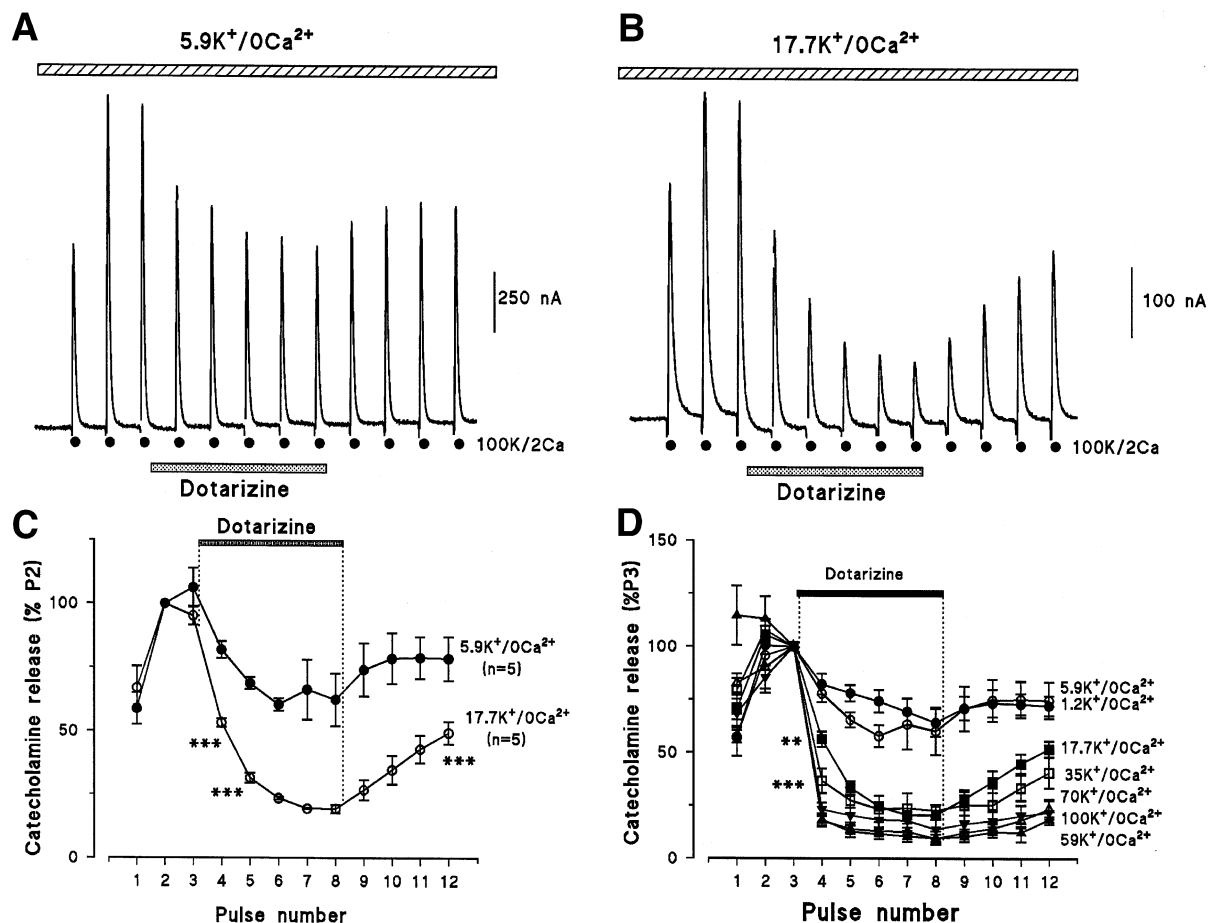 A
5.9K⁺/0Ca²⁺
250 nA
100K/2Ca
Dotarizine
B
17.7K⁺/0Ca²⁺
100 nA
100K/2Ca
Dotarizine
C
Dotarizine
Catecholamine release (% P2)
100
50
0
5.9K⁺/0Ca²⁺
(n=5)
17.7K⁺/0Ca²⁺
(n=5)
***
***
***
1 2 3 4 5 6 7 8 9 10 11 12
Pulse number
D
Dotarizine
Catecholamine release (%P3)
150
100
50
0
5.9K⁺/0Ca²⁺
1.2K⁺/0Ca²⁺
17.7K⁺/0Ca²⁺
35K⁺/0Ca²⁺
70K⁺/0Ca²⁺
100K⁺/0Ca²⁺
59K⁺/0Ca²⁺
**
***
1 2 3 4 5 6 7 8 9 10 11 12
Pulse number